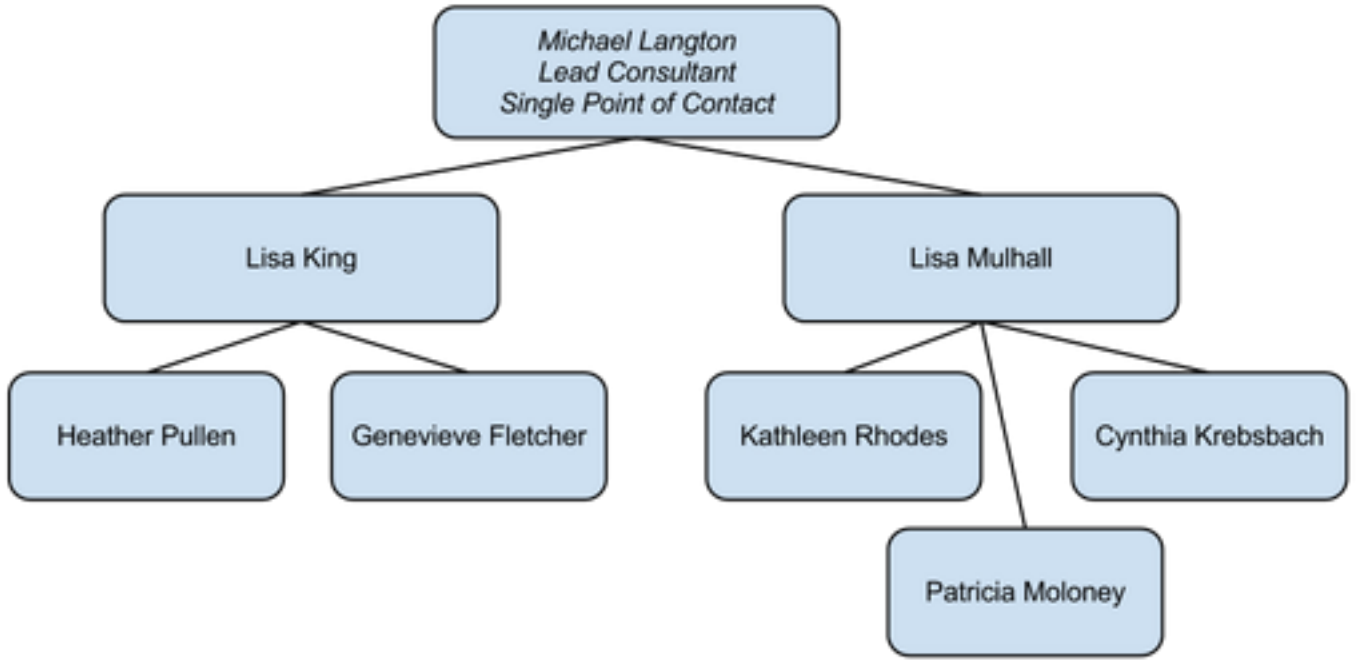 Michael Langton
Lead Consultant
Single Point of Contact
Lisa King
Lisa Mulhall
Heather Pullen
Genevieve Fletcher
Kathleen Rhodes
Cynthia Krebsbach
Patricia Moloney